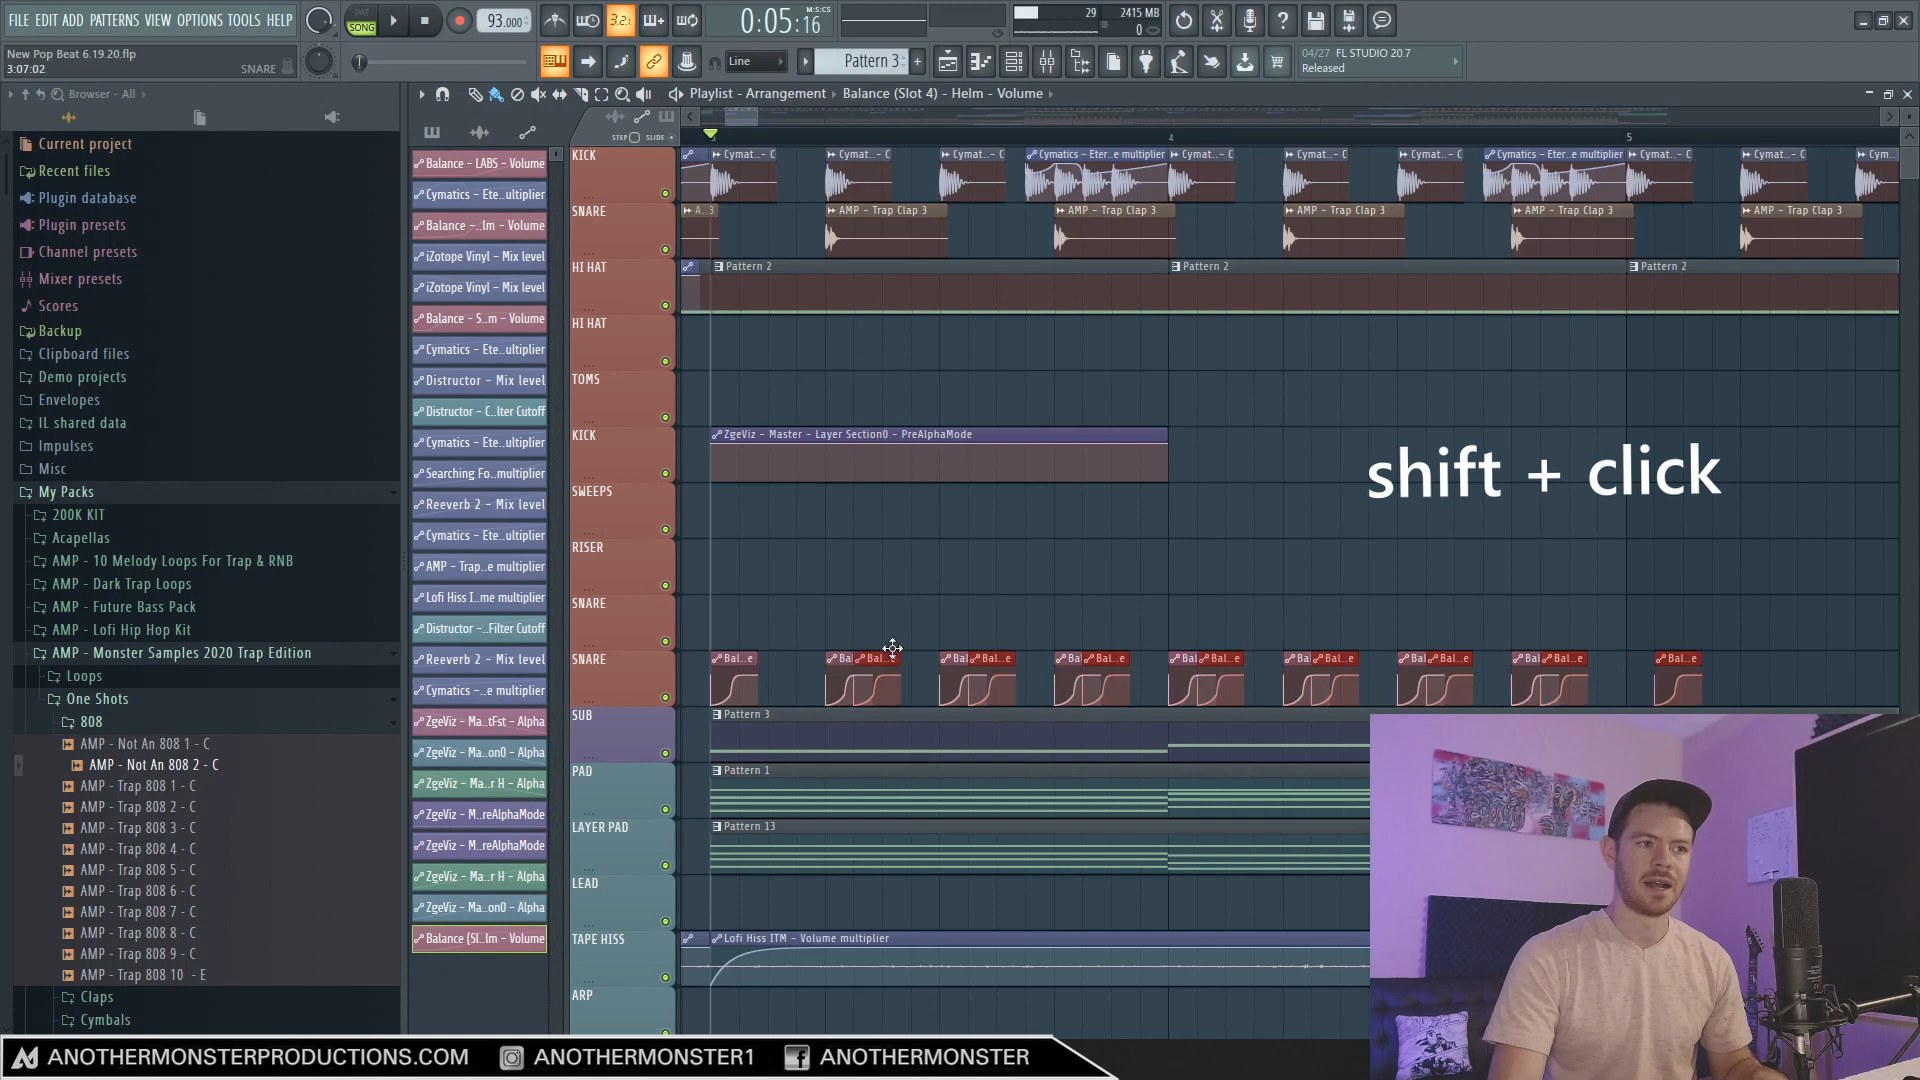 FILE EDIT ADD PATTERNS VIEW OPTIONS TOOLS HELP
PAT
SONG
93.000
3.2.
0:05:16
M:S:CS
29
2415 MB
0
New Pop Beat 6.19.20.flp
3:07:02
SNARE
Line
Pattern 3
04/27 FL STUDIO 20.7
Released
Browser - All
Playlist - Arrangement
Balance (Slot 4) - Helm - Volume
STEP
SLIDE
4
5
Current project
Recent files
Plugin database
Plugin presets
Channel presets
Mixer presets
Scores
Backup
Clipboard files
Demo projects
Envelopes
IL shared data
Impulses
Misc
My Packs
200K KIT
Acapellas
AMP - 10 Melody Loops For Trap & RNB
AMP - Dark Trap Loops
AMP - Future Bass Pack
AMP - Lofi Hip Hop Kit
AMP - Monster Samples 2020 Trap Edition
Loops
One Shots
808
AMP - Not An 808 1 - C
AMP - Not An 808 2 - C
AMP - Trap 808 1 - C
AMP - Trap 808 2 - C
AMP - Trap 808 3 - C
AMP - Trap 808 4 - C
AMP - Trap 808 5 - C
AMP - Trap 808 6 - C
AMP - Trap 808 7 - C
AMP - Trap 808 8 - C
AMP - Trap 808 9 - C
AMP - Trap 808 10 - E
Claps
Cymbals
Balance - LABS - Volume
Cymatics - Ete..ultiplier
Balance -..lm - Volume
iZotope Vinyl - Mix level
iZotope Vinyl - Mix level
Balance - S..m - Volume
Cymatics - Ete..ultiplier
Distructor - Mix level
Distructor - C..lter Cutoff
Cymatics - Ete..ultiplier
Searching Fo..multiplier
Reeverb 2 - Mix level
Cymatics - Ete..ultiplier
AMP - Trap..e multiplier
Lofi Hiss I..me multiplier
Distructor -..Filter Cutoff
Reeverb 2 - Mix level
Cymatics -..e multiplier
ZgeViz - Ma..tFst - Alpha
ZgeViz - Ma..on0 - Alpha
ZgeViz - Ma..r H - Alpha
ZgeViz - M..reAlphaMode
ZgeViz - M..reAlphaMode
ZgeViz - Ma..r H - Alpha
ZgeViz - Ma..on0 - Alpha
Balance (Sl..lm - Volume
KICK
Cymat..- C
Cymat..- C
Cymat..- C
Cymatics - Eter..e multiplier
Cymat..- C
Cymat..- C
Cymat..- C
Cymatics - Eter..e multiplier
Cymat..- C
Cymat..- C
Cym..
SNARE
A..3
AMP - Trap Clap 3
AMP - Trap Clap 3
AMP - Trap Clap 3
AMP - Trap Clap 3
AMP - Trap Clap 3
HI HAT
Pattern 2
Pattern 2
Pattern 2
HI HAT
TOMS
KICK
ZgeViz - Master - Layer Section0 - PreAlphaMode
shift + click
SWEEPS
RISER
SNARE
SNARE
Bal..e
Bal
Bal..e
Bal
Bal..e
Bal
Bal..e
Bal
Bal..e
Bal
Bal..e
Bal
Bal..e
Bal
Bal..e
Bal..e
SUB
Pattern 3
PAD
Pattern 1
LAYER PAD
Pattern 13
LEAD
TAPE HISS
Lofi Hiss ITM - Volume multiplier
ARP
ANOTHERMONSTERPRODUCTIONS.COM
ANOTHERMONSTER1
ANOTHERMONSTER